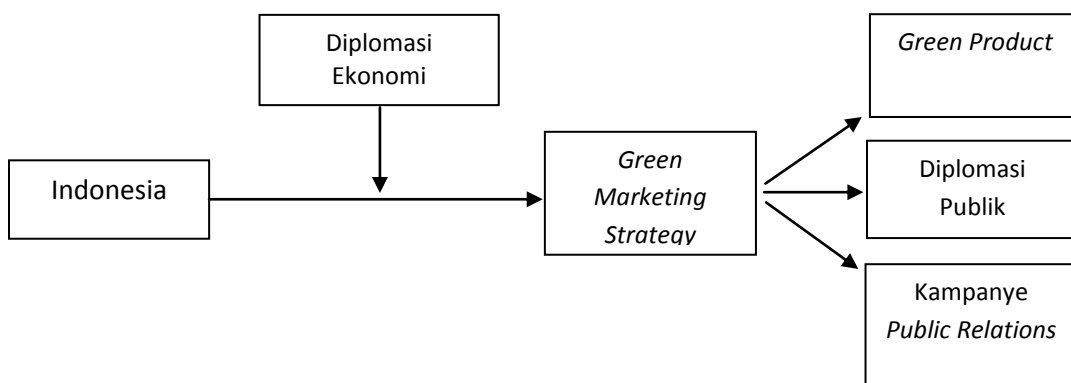 Diplomasi
Ekonomi
Green Product
Indonesia
Green
Marketing
Strategy
Diplomasi
Publik
Kampanye
Public Relations